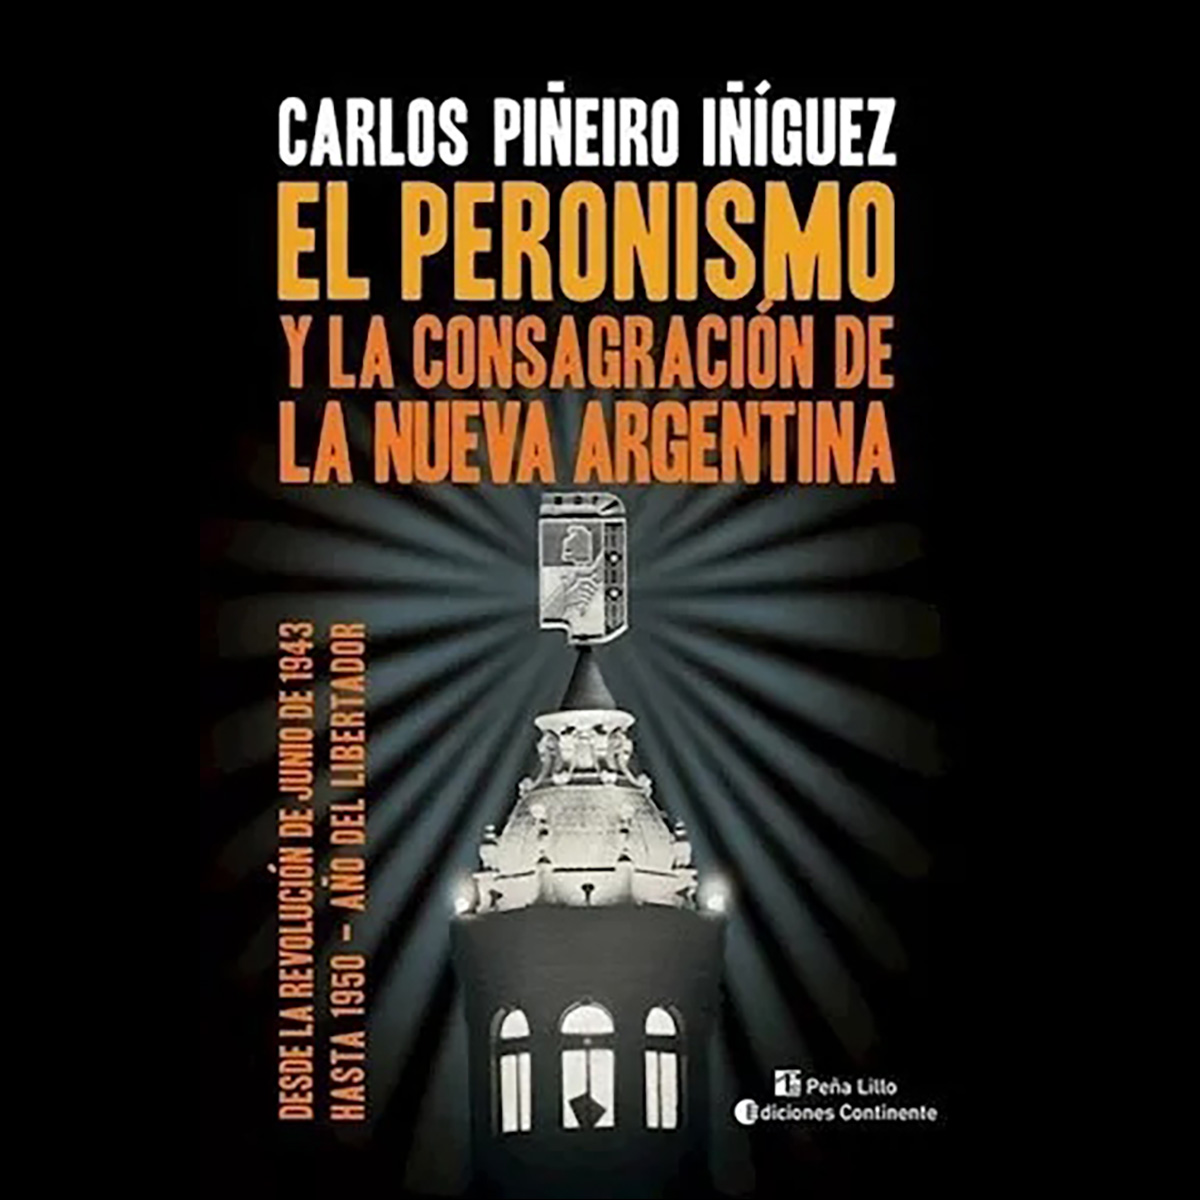 CARLOS PIÑEIRO IÑÍGUEZ
EL PERONISMO
Y LA CONSAGRACIÓN DE
LA NUEVA ARGENTINA
DESDE LA REVOLUCIÓN DE JUNIO DE 1943
HASTA 1950 – AÑO DEL LIBERTADOR
Peña Lillo
Ediciones Continente